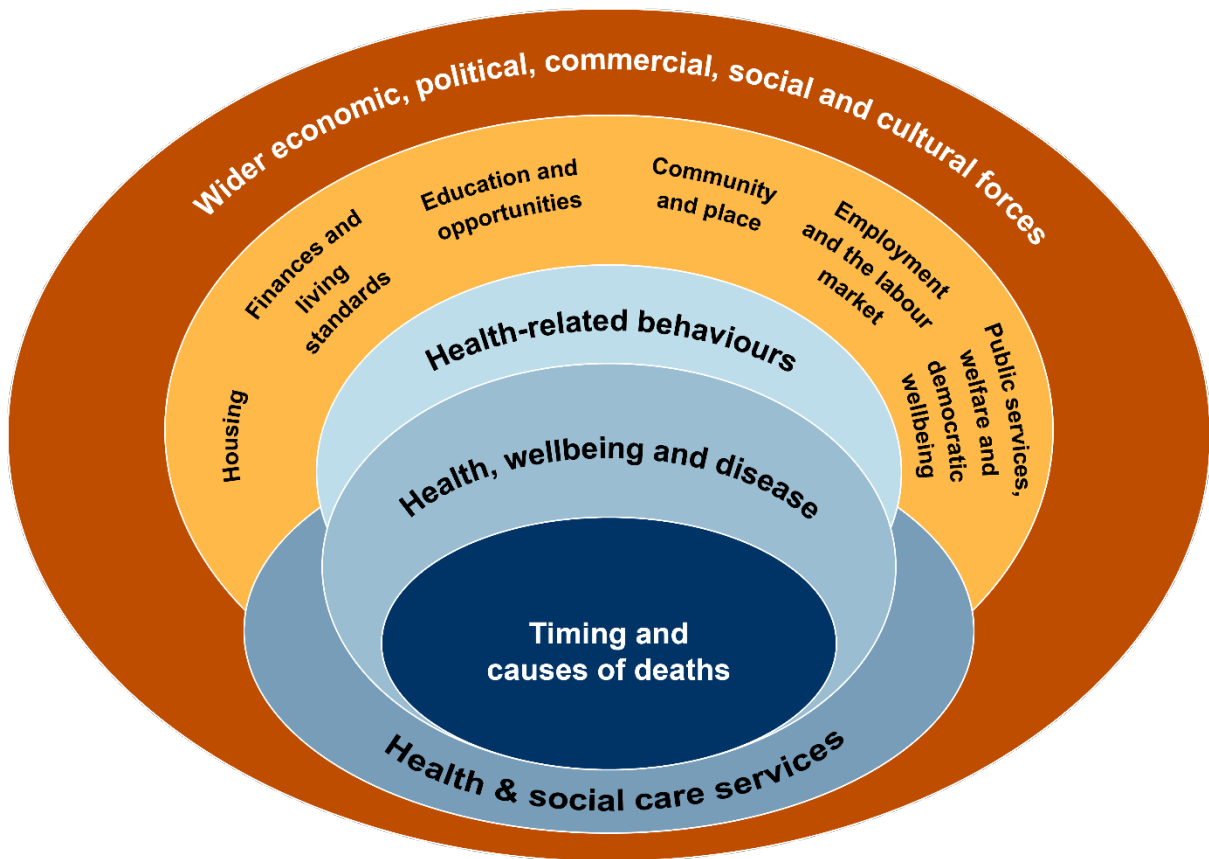 Wider economic, political, commercial, social and cultural forces
Housing
Finances and
living
standards
Education and
opportunities
Community
and place
Employment
and the labour
market
Public services,
welfare and
democratic
wellbeing
Health-related behaviours
Health, wellbeing and disease
Timing and
causes of deaths
Health & social care services